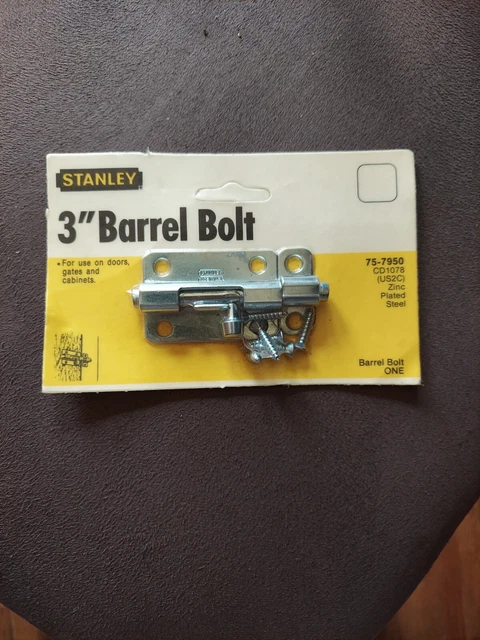 STANLEY
3" Barrel Bolt
• For use on doors,
gates and
cabinets.
75-7950
CD1078
(US2C)
Zinc
Plated
Steel
Barrel Bolt
ONE